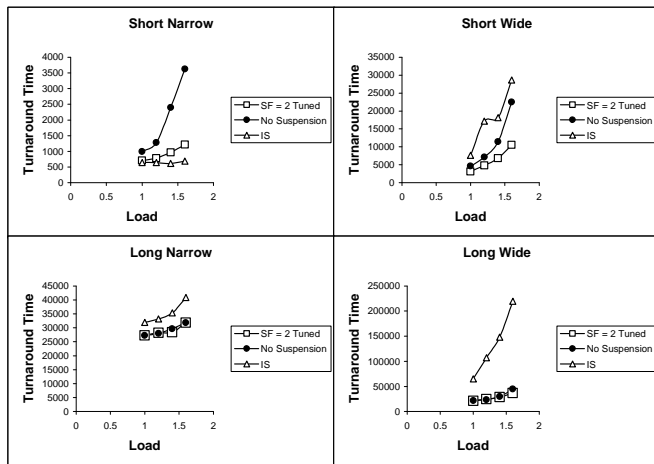 Short Narrow
Turnaround Time
4000
3500
3000
2500
2000
1500
1000
500
0
0 0.5 1 1.5 2
Load
SF = 2 Tuned
No Suspension
IS
Short Wide
Turnaround Time
35000
30000
25000
20000
15000
10000
5000
0
0 0.5 1 1.5 2
Load
SF = 2 Tuned
No Suspension
IS
Long Narrow
Turnaround Time
45000
40000
35000
30000
25000
20000
15000
10000
5000
0
0 0.5 1 1.5 2
Load
SF = 2 Tuned
No Suspension
IS
Long Wide
Turnaround Time
250000
200000
150000
100000
50000
0
0 0.5 1 1.5 2
Load
SF = 2 Tuned
No Suspension
IS